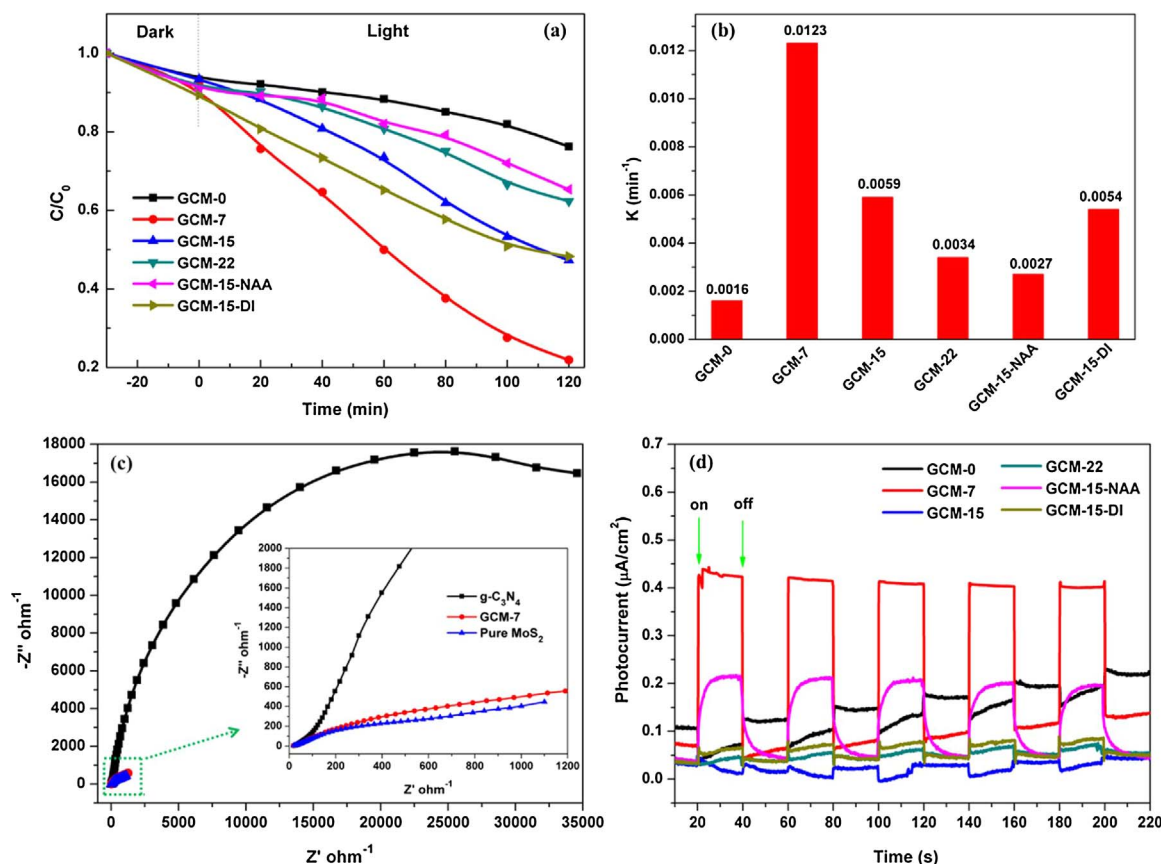 Dark
Light
(a)
C/C0
1.0
0.8
0.6
0.4
0.2
GCM-0
GCM-7
GCM-15
GCM-22
GCM-15-NAA
GCM-15-DI
-20 0 20 40 60 80 100 120
Time (min)
(b)
K (min-1)
0.012
0.010
0.008
0.006
0.004
0.002
0.000
0.0016
0.0123
0.0059
0.0034
0.0027
0.0054
GCM-0
GCM-7
GCM-15
GCM-22
GCM-15-NAA
GCM-15-DI
(c)
-Z'' ohm-1
18000
16000
14000
12000
10000
8000
6000
4000
2000
0
0 5000 10000 15000 20000 25000 30000 35000
Z' ohm-1
-Z'' ohm-1
2000
1800
1600
1400
1200
1000
800
600
400
200
0
g-C3N4
GCM-7
Pure MoS2
0 200 400 600 800 1000 1200
Z' ohm-1
(d)
Photocurrent (μA/cm2)
0.7
0.6
0.5
0.4
0.3
0.2
0.1
0.0
GCM-0
GCM-7
GCM-15
GCM-22
GCM-15-NAA
GCM-15-DI
on
off
20 40 60 80 100 120 140 160 180 200 220
Time (s)